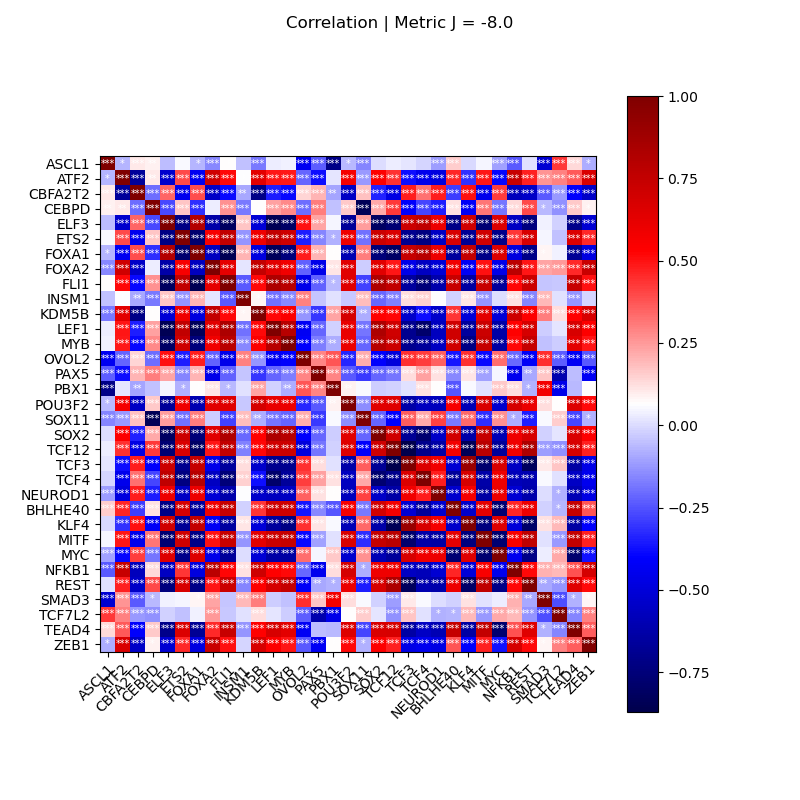 Correlation | Metric J = -8.0
ASCL1
ATF2
CBFA2T2
CEBPD
ELF3
ETS2
FOXA1
FOXA2
FLI1
INSM1
KDM5B
LEF1
MYB
OVOL2
PAX5
PBX1
POU3F2
SOX11
SOX2
TCF12
TCF3
TCF4
NEUROD1
BHLHE40
KLF4
MITF
MYC
NFKB1
REST
SMAD3
TCF7L2
TEAD4
ZEB1
ASCL1
ATF2
CBFA2T2
CEBPD
ELF3
ETS2
FOXA1
FOXA2
FLI1
INSM1
KDM5B
LEF1
MYB
OVOL2
PAX5
PBX1
POU3F2
SOX11
SOX2
TCF12
TCF3
TCF4
NEUROD1
BHLHE40
KLF4
MITF
MYC
NFKB1
REST
SMAD3
TCF7L2
TEAD4
ZEB1
1.00
0.75
0.50
0.25
0.00
−0.25
−0.50
−0.75